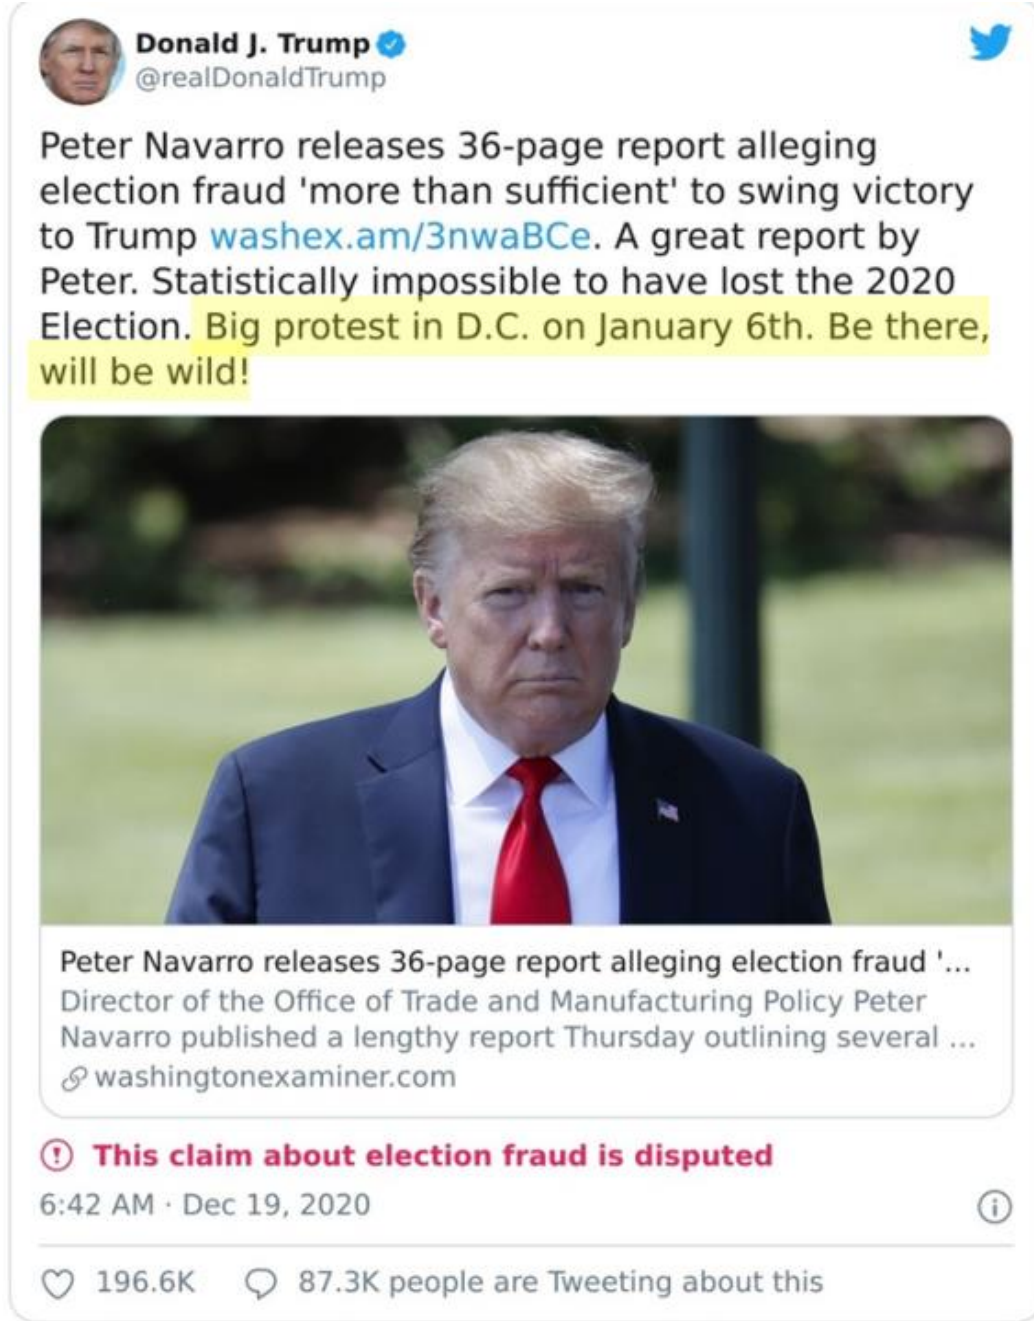 Donald J. Trump
@realDonaldTrump
Peter Navarro releases 36-page report alleging
election fraud 'more than sufficient' to swing victory
to Trump washex.am/3nwaBCe. A great report by
Peter. Statistically impossible to have lost the 2020
Election. Big protest in D.C. on January 6th. Be there,
will be wild!
Peter Navarro releases 36-page report alleging election fraud '...
Director of the Office of Trade and Manufacturing Policy Peter
Navarro published a lengthy report Thursday outlining several ...
washingtonexaminer.com
This claim about election fraud is disputed
6:42 AM · Dec 19, 2020
196.6K 87.3K people are Tweeting about this